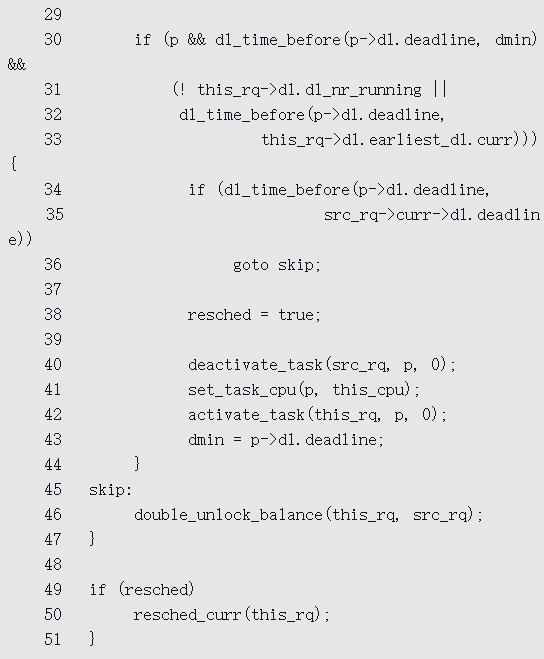 29
30 if (p && dl_time_before(p->dl.deadline, dmin)
&&
31 (! this_rq->dl.dl_nr_running ||
32 dl_time_before(p->dl.deadline,
33 this_rq->dl.earliest_dl.curr)))
{
34 if (dl_time_before(p->dl.deadline,
35 src_rq->curr->dl.deadlin
e))
36 goto skip;
37
38 resched = true;
39
40 deactivate_task(src_rq, p, 0);
41 set_task_cpu(p, this_cpu);
42 activate_task(this_rq, p, 0);
43 dmin = p->dl.deadline;
44 }
45 skip:
46 double_unlock_balance(this_rq, src_rq);
47 }
48
49 if (resched)
50 resched_curr(this_rq);
51 }